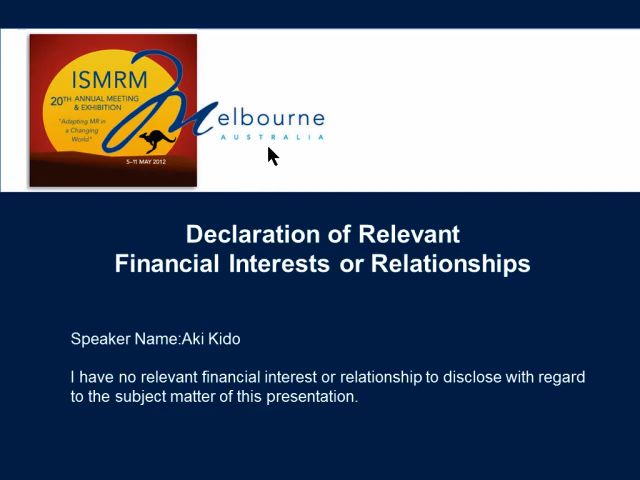 ISMRM
20TH ANNUAL MEETING
& EXHIBITION
"Adapting MR in
a Changing
World"
5–11 MAY 2012
Melbourne
AUSTRALIA
Declaration of Relevant
Financial Interests or Relationships
Speaker Name:Aki Kido
I have no relevant financial interest or relationship to disclose with regard
to the subject matter of this presentation.